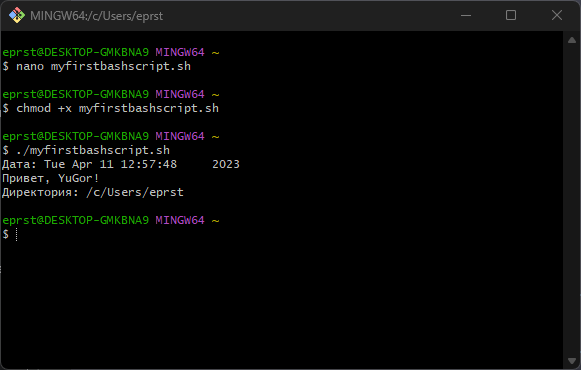 MINGW64:/c/Users/eprst
eprst@DESKTOP-GMKBNA9 MINGW64 ~
$ nano myfirstbashscript.sh
eprst@DESKTOP-GMKBNA9 MINGW64 ~
$ chmod +x myfirstbashscript.sh
eprst@DESKTOP-GMKBNA9 MINGW64 ~
$ ./myfirstbashscript.sh
Дата: Tue Apr 11 12:57:48     2023
Привет, YuGor!
Директория: /c/Users/eprst
eprst@DESKTOP-GMKBNA9 MINGW64 ~
$